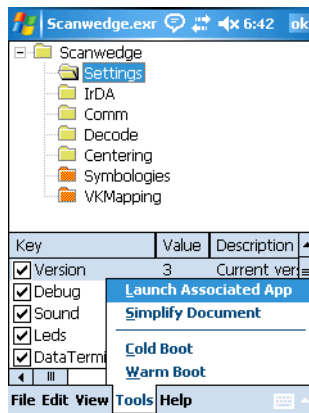 Scanwedge.exr 6:42 ok
Scanwedge
Settings
IrDA
Comm
Decode
Centering
Symbologies
VKMapping
Key Value Description
Version 3 Current vers
Debug
Sound
Leds
DataTermi
Launch Associated App
Simplify Document
Cold Boot
Warm Boot
File Edit View Tools Help